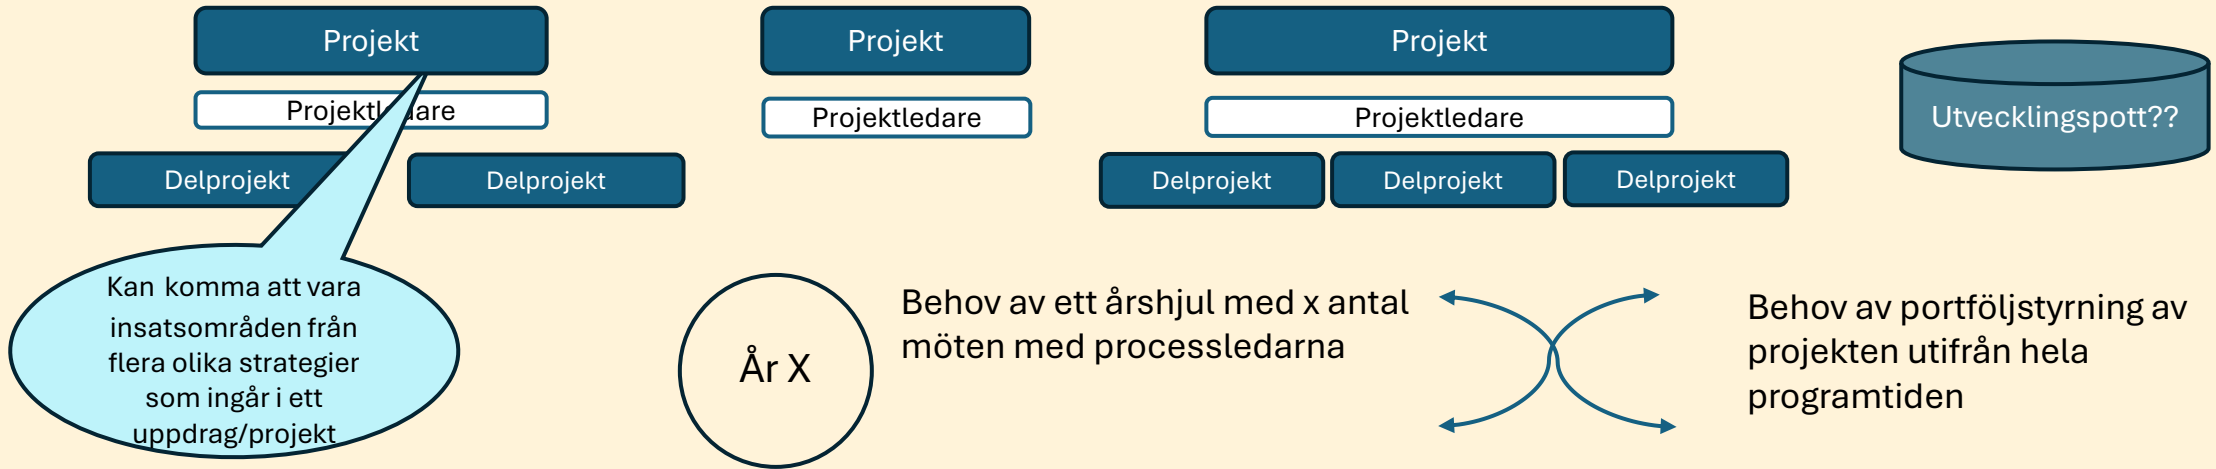 Projekt
Projekt
Projekt
Projektledare
Projektledare
Projektledare
Utvecklingspott??
Delprojekt
Delprojekt
Delprojekt
Delprojekt
Delprojekt
Kan komma att vara
insatsområden från
flera olika strategier
som ingår i ett
uppdrag/projekt
År X
Behov av ett årshjul med x antal
möten med processledarna
Behov av portföljstyrning av
projekten utifrån hela
programtiden